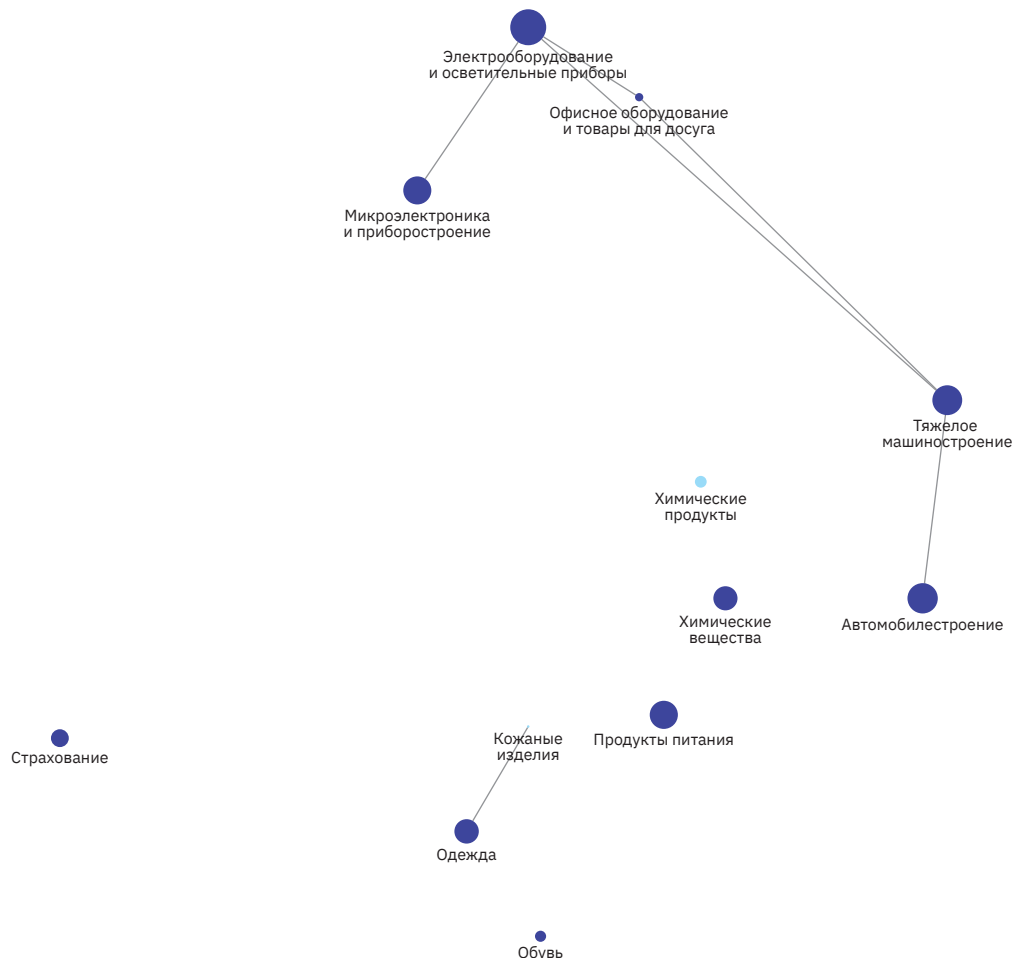 Электрооборудование
и осветительные приборы
Офисное оборудование
и товары для досуга
Микроэлектроника
и приборостроение
Тяжелое
машиностроение
Химические
продукты
Химические
вещества
Автомобилестроение
Кожаные
изделия
Продукты питания
Страхование
Одежда
Обувь